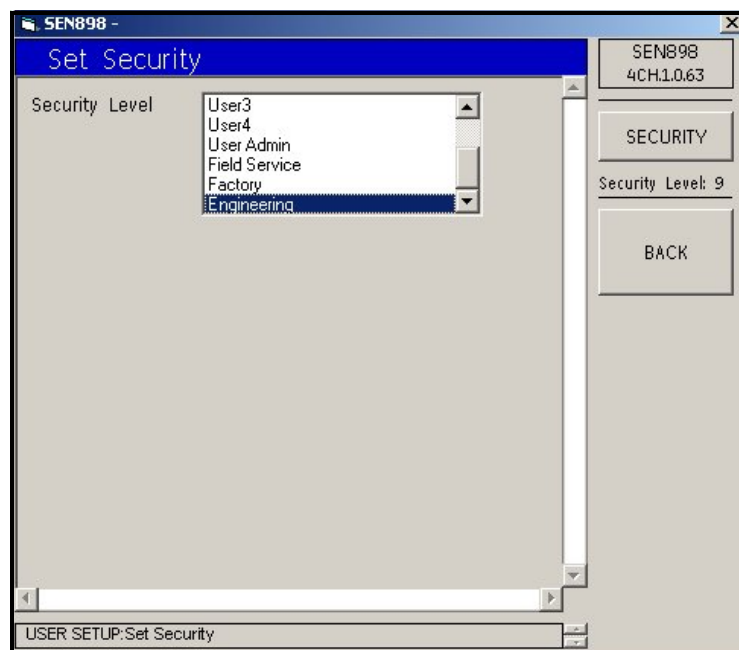 SEN898 -
Set Security
Security Level
User3
User4
User Admin
Field Service
Factory
Engineering
SEN898
4CH.1.0.63
SECURITY
Security Level: 9
BACK
USER SETUP:Set Security